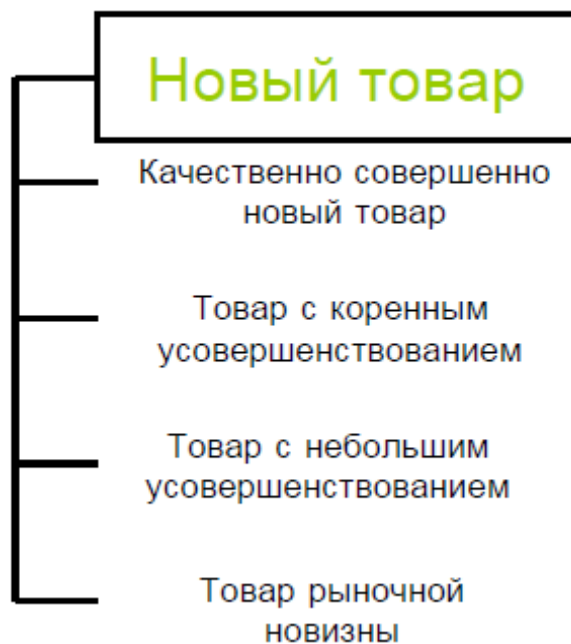 Новый товар
Качественно совершенно
новый товар
Товар с коренным
усовершенствованием
Товар с небольшим
усовершенствованием
Товар рыночной
новизны